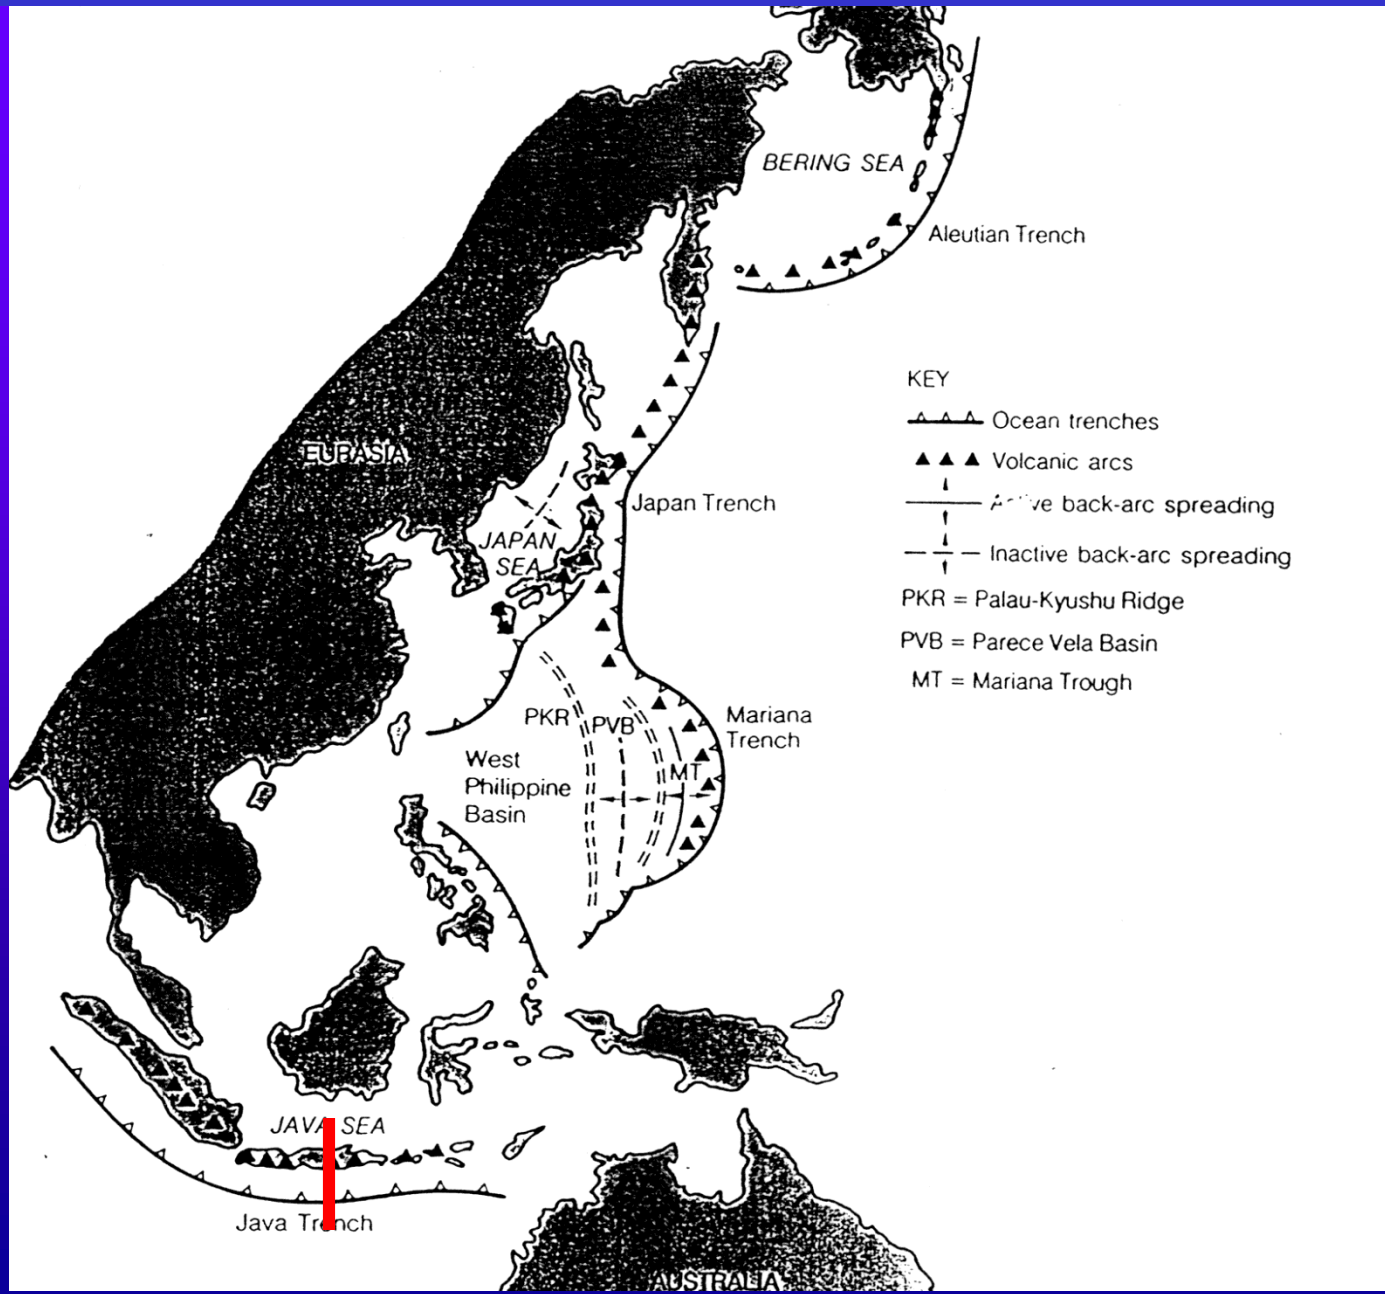 BERING SEA
Aleutian Trench
KEY
Ocean trenches
EURASIA
Volcanic arcs
Japan Trench
back-arc spreading
JAPAN
SEA
Inactive back-arc spreading
PKR = Palau-Kyushu Ridge
PVB = Parece Vela Basin
MT = Mariana Trough
PKR
PVB
Mariana
Trench
West
Philippine
Basin
MT
JAVA SEA
Java Trench
AUSTRALIA